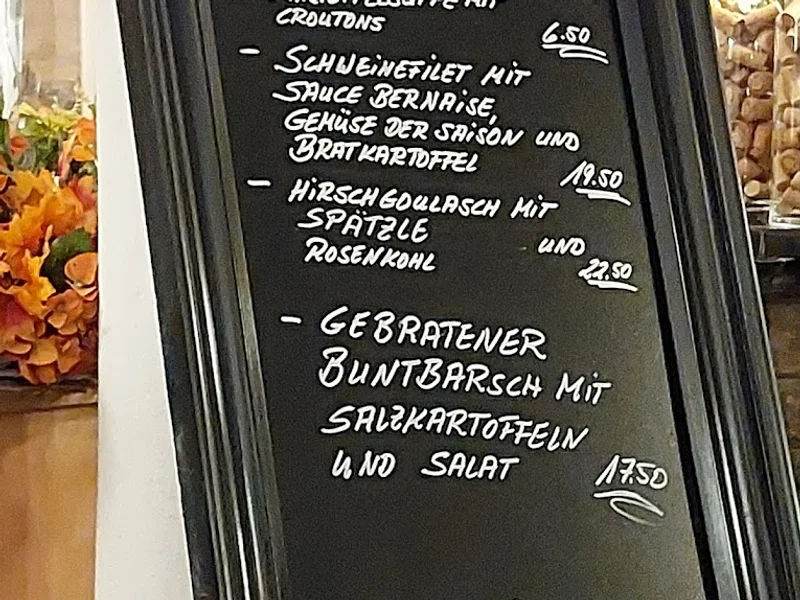 CROUTONS 6.50
- SCHWEINEFILET MIT
SAUCE BERNAISE,
GEMÜSE DER SAISON UND
BRATKARTOFFEL 19.50
- HIRSCHGOULASCH MIT
SPÄTZLE UND
ROSENKOHL 22.50
- GEBRATENER
BUNTBARSCH MIT
SALZKARTOFFELN
UND SALAT 17.50